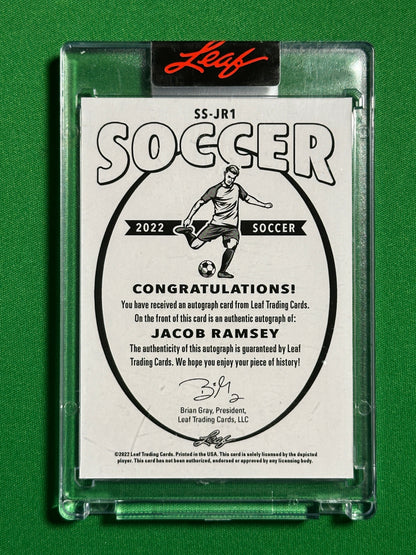 Leaf
SS-JR1
SOCCER
2022 SOCCER
CONGRATULATIONS!
You have received an autograph card from Leaf Trading Cards.
On the front of this card is an authentic autograph of:
JACOB RAMSEY
The authenticity of this autograph is guaranteed by Leaf
Trading Cards. We hope you enjoy your piece of history!
Brian Gray, President,
Leaf Trading Cards, LLC
Leaf
©2022 Leaf Trading Cards. Printed in the USA. This card is solely licensed by the depicted
player. This card has not been authorized, endorsed or approved by any licensing body.